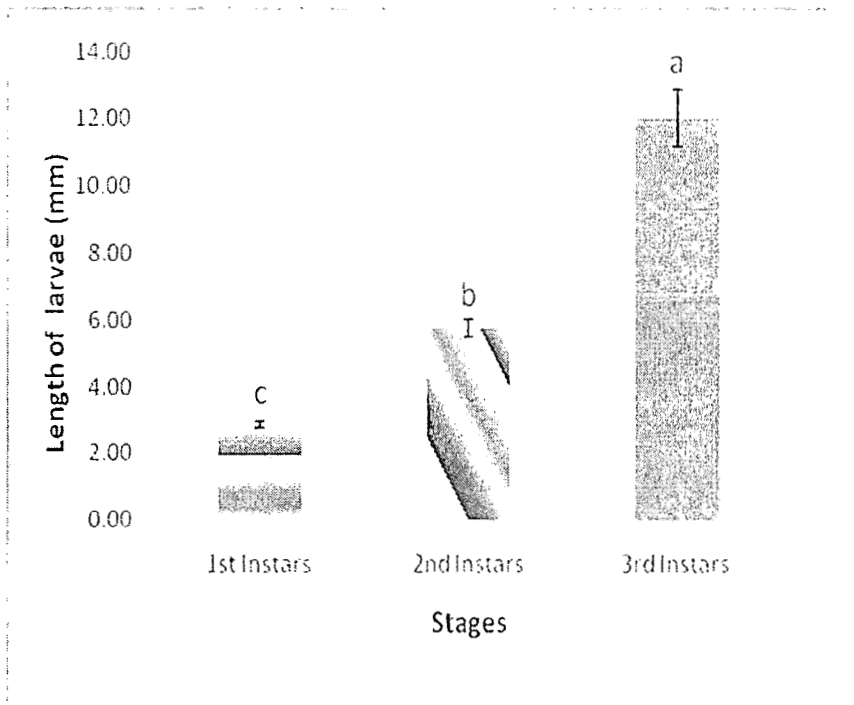 14.00
a
12.00
10.00
8.00
b
6.00
c
4.00
2.00
0.00
Length of larvae (mm)
1st Instars
2nd Instars
3rd Instars
Stages